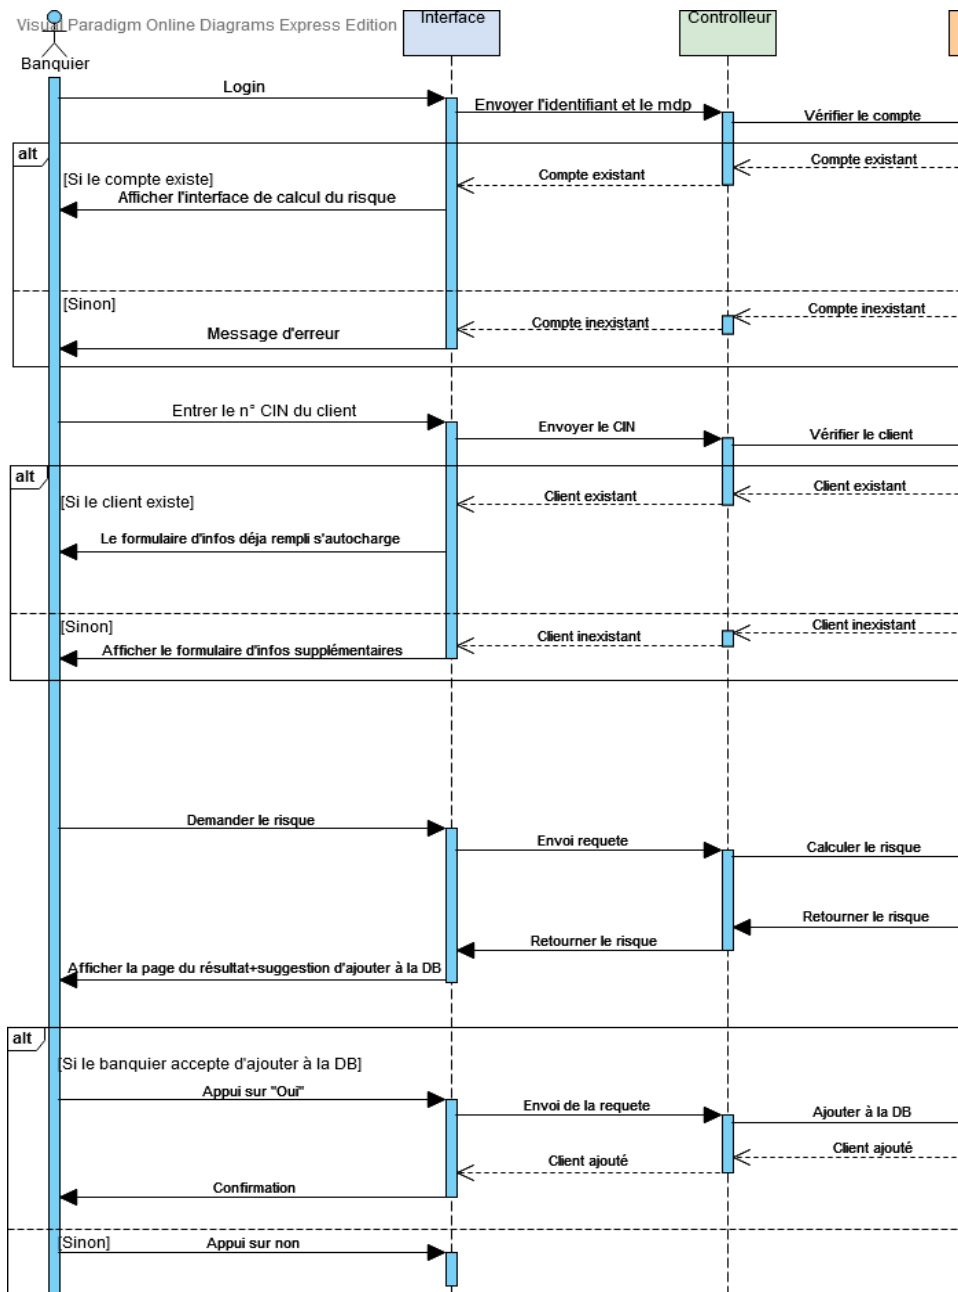 Visual Paradigm Online Diagrams Express Edition
Interface
Controlleur
Banquier
Login
Envoyer l'identifiant et le mdp
Vérifier le compte
alt
Compte existant
Compte existant
[Si le compte existe]
Afficher l'interface de calcul du risque
[Sinon]
Compte inexistant
Compte inexistant
Message d'erreur
Entrer le n° CIN du client
Envoyer le CIN
Vérifier le client
alt
Client existant
Client existant
[Si le client existe]
Le formulaire d'infos déja rempli s'autocharge
[Sinon]
Client inexistant
Client inexistant
Afficher le formulaire d'infos supplémentaires
Demander le risque
Envoi requete
Calculer le risque
Retourner le risque
Retourner le risque
Afficher la page du résultat+suggestion d'ajouter à la DB
alt
[Si le banquier accepte d'ajouter à la DB]
Appui sur "Oui"
Envoi de la requete
Ajouter à la DB
Client ajouté
Client ajouté
Confirmation
[Sinon]
Appui sur non